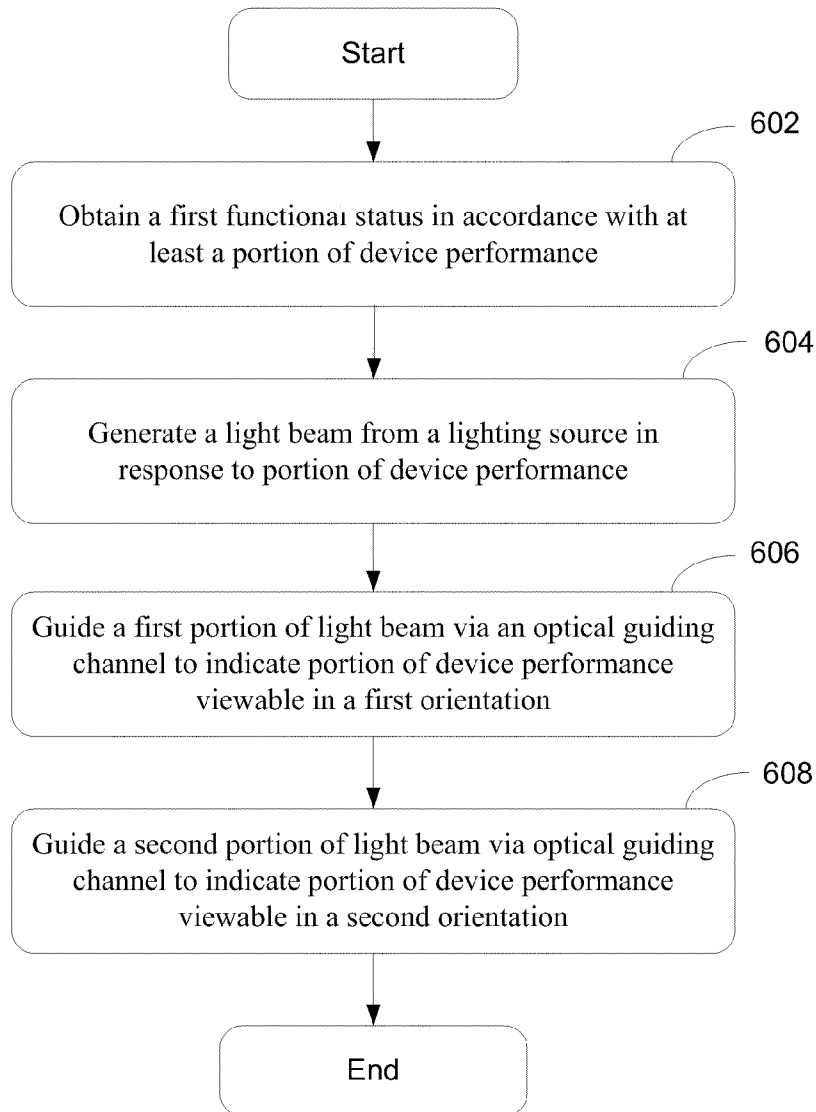 Start
602
Obtain a first functional status in accordance with at
least a portion of device performance
604
Generate a light beam from a lighting source in
response to portion of device performance
606
Guide a first portion of light beam via an optical guiding
channel to indicate portion of device performance
viewable in a first orientation
608
Guide a second portion of light beam via optical guiding
channel to indicate portion of device performance
viewable in a second orientation
End